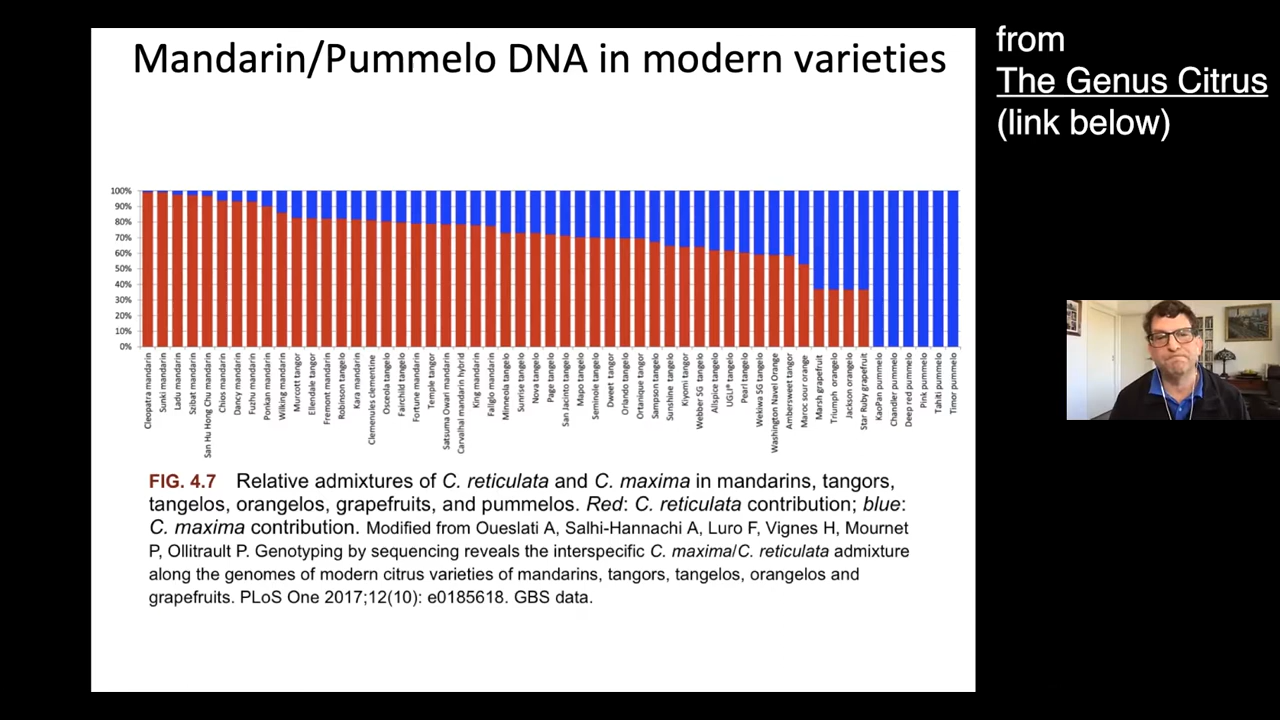 Mandarin/Pummelo DNA in modern varieties
from
The Genus Citrus
(link below)
100%
90%
80%
70%
60%
50%
40%
30%
20%
10%
0%
Cleopatra mandarin
Sunki mandarin
Ladu mandarin
Szibat mandarin
San Hu Hong Chu mandarin
Chios mandarin
Dancy mandarin
Fuzhu mandarin
Ponkan mandarin
Wilking mandarin
Murcott tangor
Ellendale tangor
Fremont mandarin
Robinson tangelo
Kara mandarin
Clemenules clementine
Osceola tangelo
Fairchild tangelo
Fortune mandarin
Temple tangor
Satsuma Owari mandarin
Carvalhal mandarin hybrid
King mandarin
Fallglo mandarin
Minneola tangelo
Sunrise tangelo
Nova tangelo
Page tangelo
San Jacinto tangelo
Mapo tangelo
Seminole tangelo
Dweet tangor
Orlando tangelo
Ortanique tangor
Sampson tangelo
Sunshine tangelo
Kiyomi tangor
Webber SG tangelo
Allspice tangelo
UGLI® tangelo
Pearl tangelo
Wekiwa SG tangelo
Washington Navel Orange
Ambersweet tangor
Maroc sour orange
Marsh grapefruit
Triumph orangelo
Jackson orangelo
Star Ruby grapefruit
KaoPan pummelo
Chandler pummelo
Deep red pummelo
Pink pummelo
Tahiti pummelo
Timor pummelo
FIG. 4.7 Relative admixtures of C. reticulata and C. maxima in mandarins, tangors,
tangelos, orangelos, grapefruits, and pummelos. Red: C. reticulata contribution; blue:
C. maxima contribution. Modified from Oueslati A, Salhi-Hannachi A, Luro F, Vignes H, Mournet
P, Ollitrault P. Genotyping by sequencing reveals the interspecific C. maxima/C. reticulata admixture
along the genomes of modern citrus varieties of mandarins, tangors, tangelos, orangelos and
grapefruits. PLoS One 2017;12(10): e0185618. GBS data.